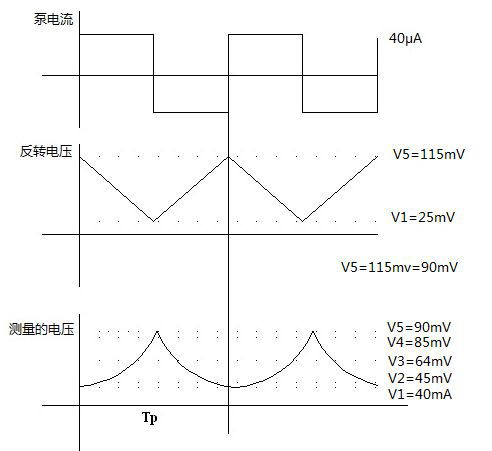 泵电流
40μA
反转电压
V5=115mV
V1=25mV
V5=115mv=90mV
测量的电压
V5=90mV
V4=85mV
V3=64mV
V2=45mV
V1=40mA
Tp